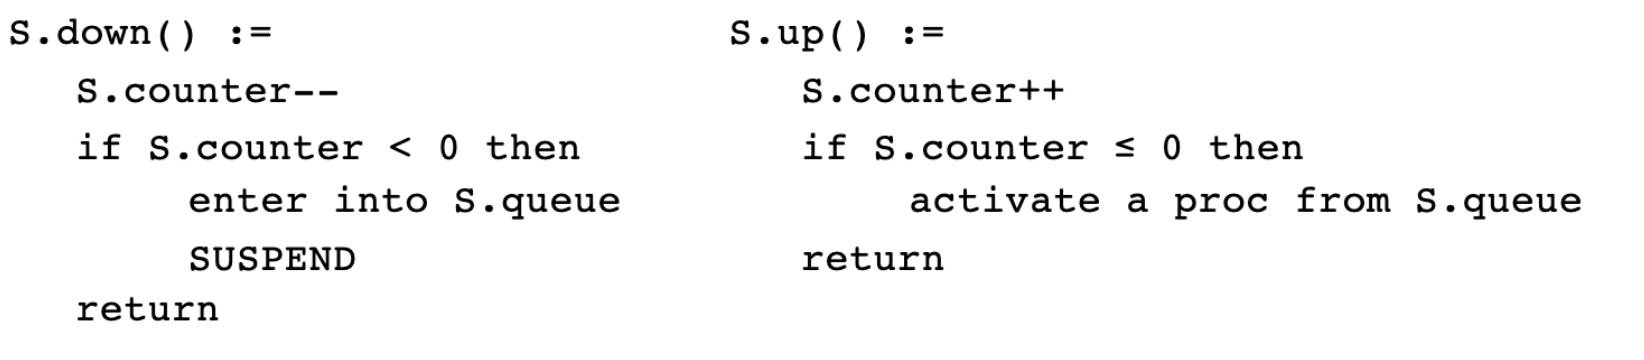 S.down() :=
S.counter--
if S.counter < 0 then
enter into S.queue
SUSPEND
return
S.up() :=
S.counter++
if S.counter ≤ 0 then
activate a proc from S.queue
return